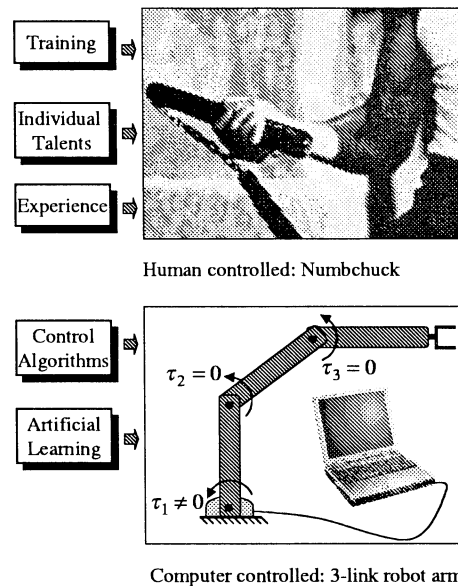 Training
Individual
Talents
Experience
Human controlled: Numbchuck
Control
Algorithms
Artificial
Learning
τ₂ = 0
τ₃ = 0
τ₁ ≠ 0
Computer controlled: 3-link robot arm